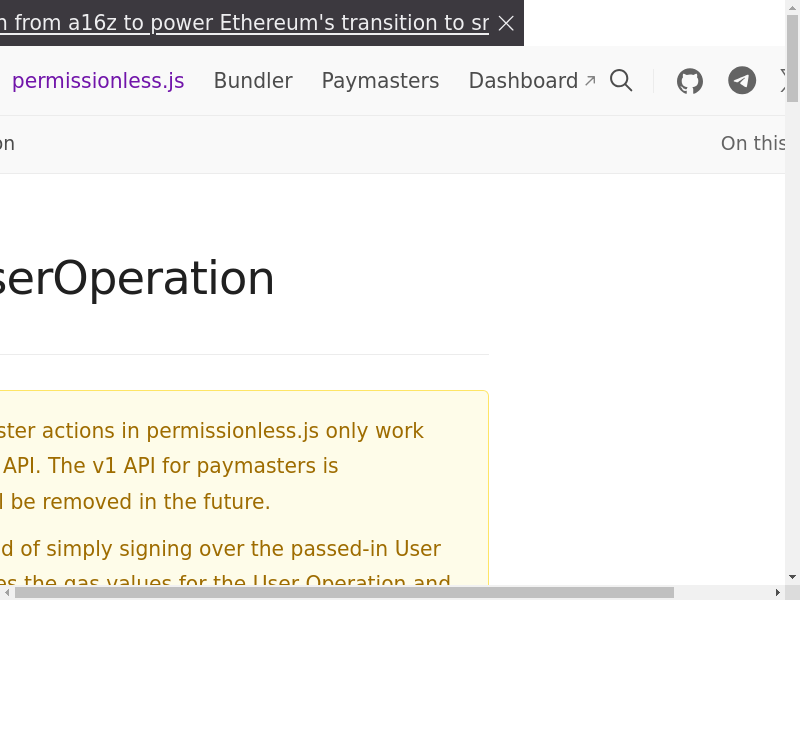 from a16z to power Ethereum's transition to
permissionless.js Bundler Paymasters Dashboard
On this
serOperation
ster actions in permissionless.js only work
API. The v1 API for paymasters is
be removed in the future.
d of simply signing over the passed-in User
es the gas values for the User Operation and